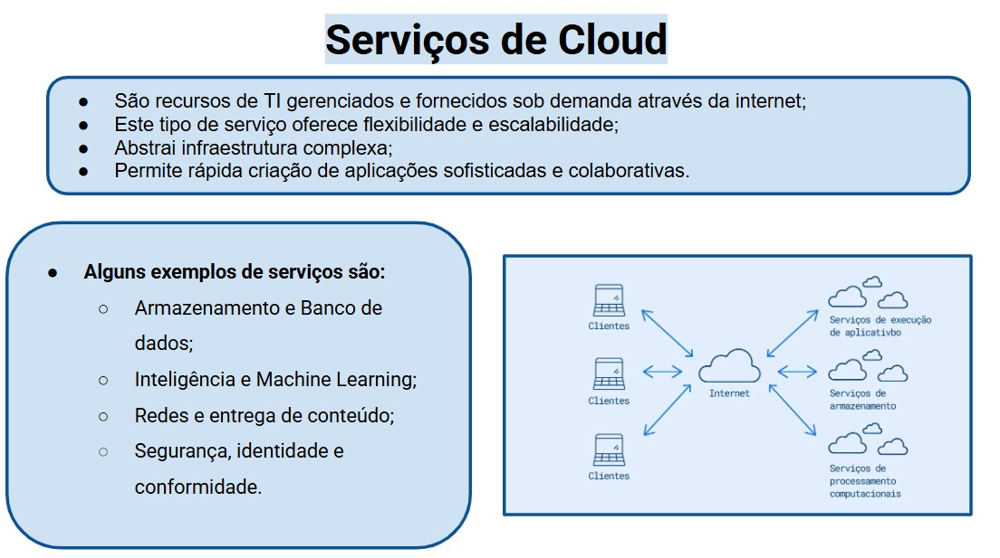 Serviços de Cloud
● São recursos de TI gerenciados e fornecidos sob demanda através da internet;
● Este tipo de serviço oferece flexibilidade e escalabilidade;
● Abstrai infraestrutura complexa;
● Permite rápida criação de aplicações sofisticadas e colaborativas.
● Alguns exemplos de serviços são:
○ Armazenamento e Banco de
dados;
○ Inteligência e Machine Learning;
○ Redes e entrega de conteúdo;
○ Segurança, identidade e
conformidade.
Clientes
Clientes
Clientes
Internet
Serviços de execução
de aplicativbo
Serviços de
armazenamento
Serviços de
processamento
computacionais